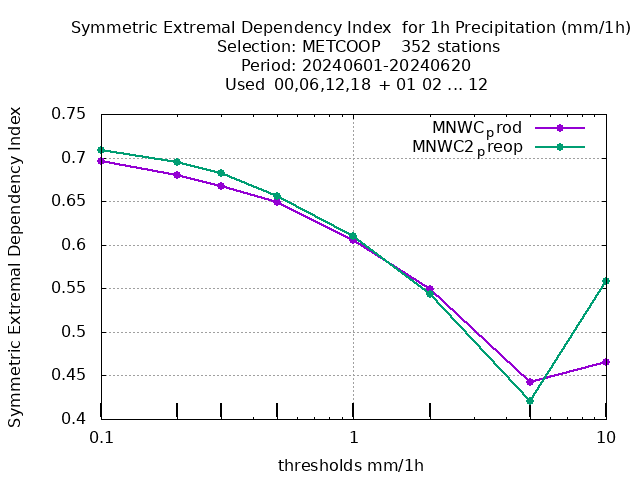 Symmetric Extremal Dependency Index  for 1h Precipitation (mm/1h)
Selection: METCOOP    352 stations
Period: 20240601-20240620
Used  00,06,12,18 + 01 02 ... 12
MNWCprod
MNWC2preop
Symmetric Extremal Dependency Index
0.75
0.7
0.65
0.6
0.55
0.5
0.45
0.4
0.1 1 10
thresholds mm/1h